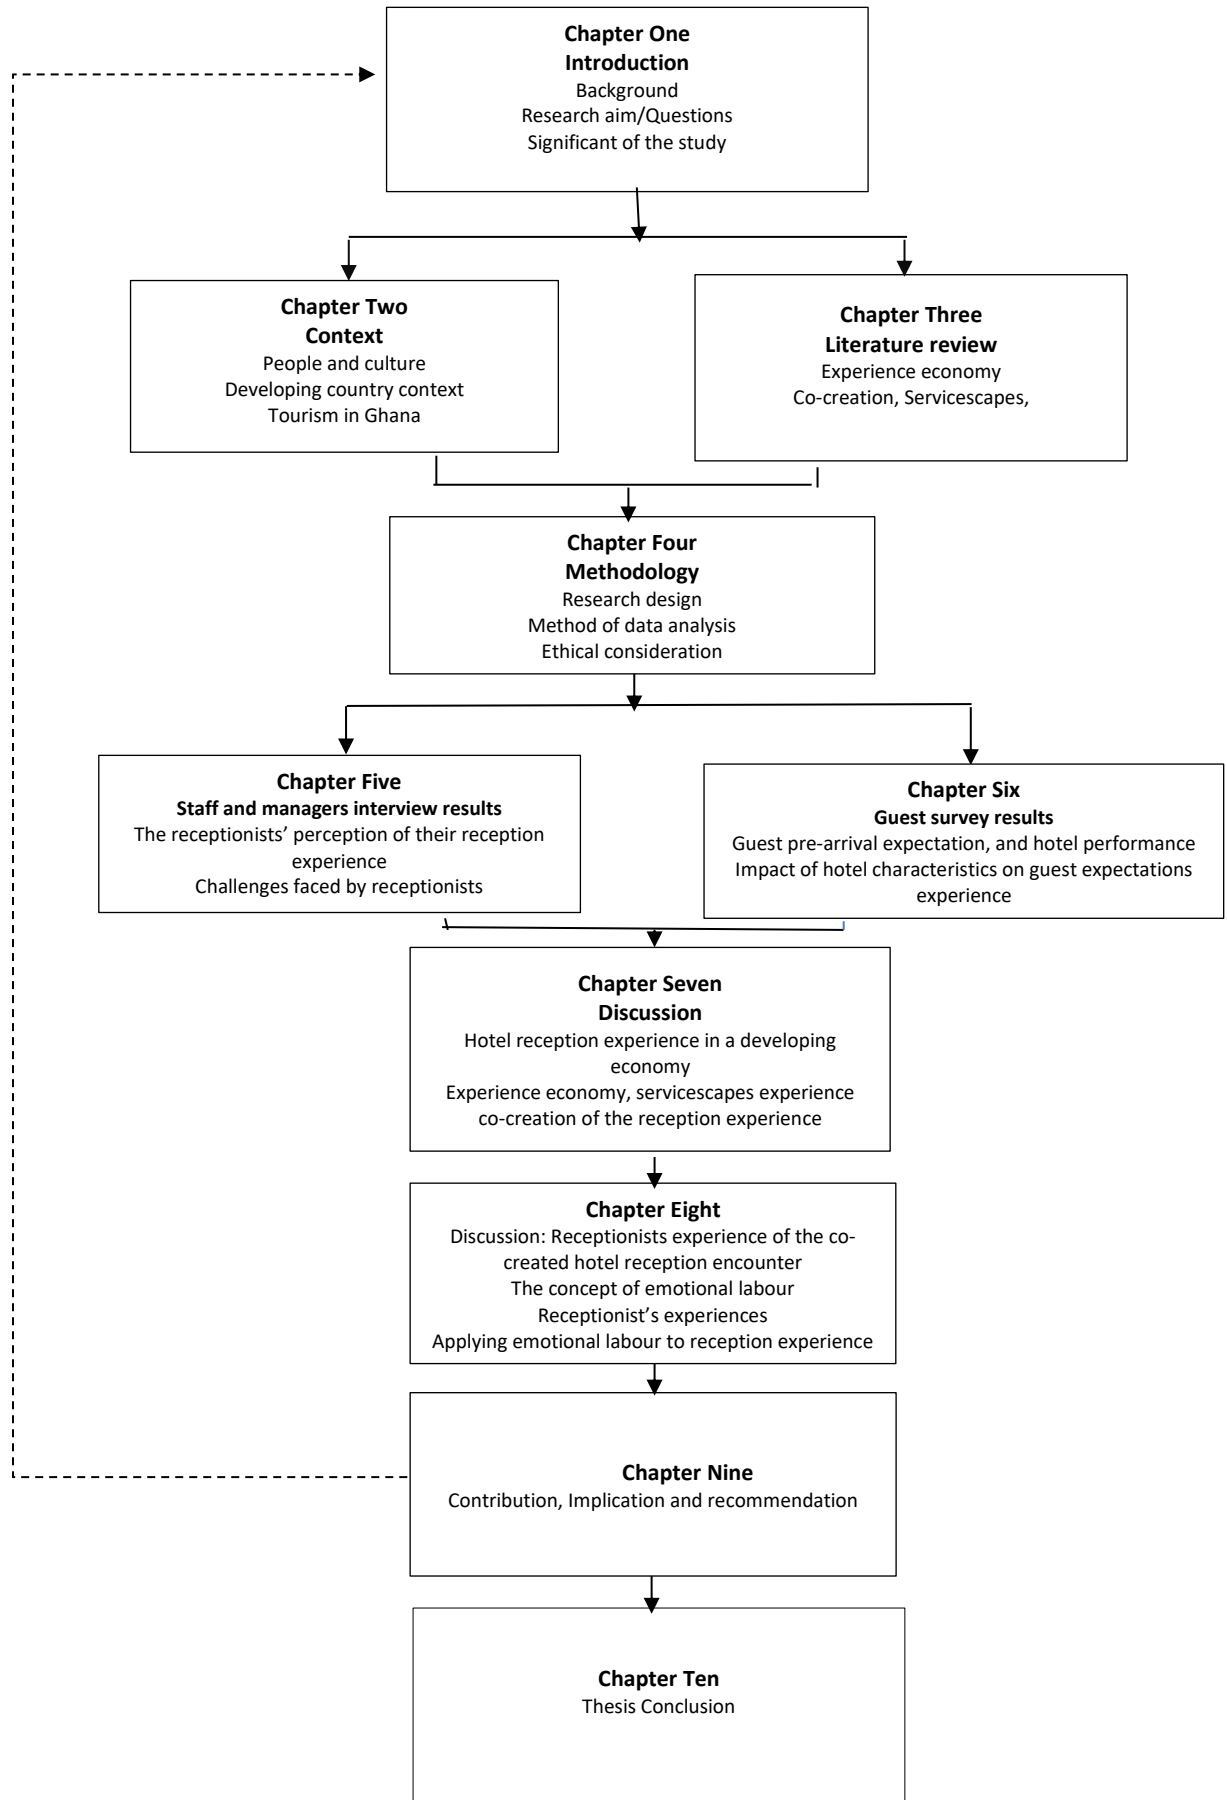 Chapter One
Introduction
Background
Research aim/Questions
Significant of the study
Chapter Two
Context
People and culture
Developing country context
Tourism in Ghana
Chapter Three
Literature review
Experience economy
Co-creation, Servicescapes,
Chapter Four
Methodology
Research design
Method of data analysis
Ethical consideration
Chapter Five
Staff and managers interview results
The receptionists’ perception of their reception
experience
Challenges faced by receptionists
Chapter Six
Guest survey results
Guest pre-arrival expectation, and hotel performance
Impact of hotel characteristics on guest expectations
experience
Chapter Seven
Discussion
Hotel reception experience in a developing
economy
Experience economy, servicescapes experience
co-creation of the reception experience
Chapter Eight
Discussion: Receptionists experience of the co-
created hotel reception encounter
The concept of emotional labour
Receptionist’s experiences
Applying emotional labour to reception experience
Chapter Nine
Contribution, Implication and recommendation
Chapter Ten
Thesis Conclusion